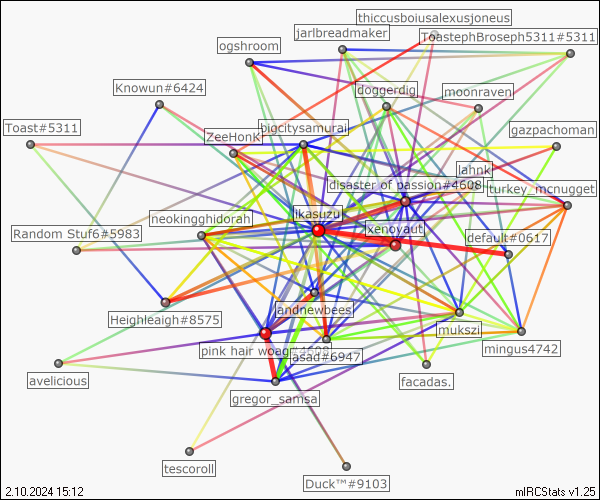 thiccusboiusalexusjoneus
jarlbreadmaker
ToastephBroseph5311#5311
ogshroom
Knowun#6424
doggerdig
moonraven
Toast#5311
ZeeHonK
bigcitysamurai
gazpachoman
lahnk
disaster of passion#4608
turkey_mcnugget
neokingghidorah
ikasuzu
xenoyaut
Random Stuf6#5983
default#0617
Heighleaigh#8575
andnewbees
mukszi
mingus4742
pink hair woag#4609
asad#6947
avelicious
facadas.
gregor_samsa
tescoroll
Duck™#9103
2.10.2024 15:12
mIRCStats v1.25